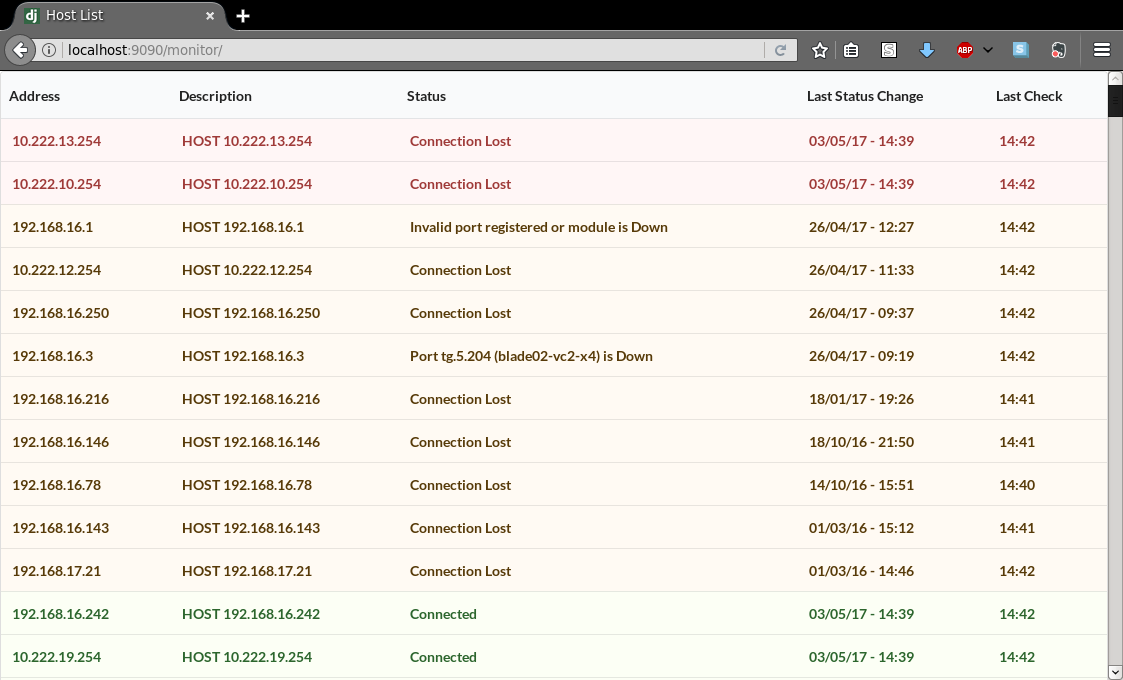 dj Host List
localhost:9090/monitor/
S ABP S
Address Description Status Last Status Change Last Check
10.222.13.254 HOST 10.222.13.254 Connection Lost 03/05/17 - 14:39 14:42
10.222.10.254 HOST 10.222.10.254 Connection Lost 03/05/17 - 14:39 14:42
192.168.16.1 HOST 192.168.16.1 Invalid port registered or module is Down 26/04/17 - 12:27 14:42
10.222.12.254 HOST 10.222.12.254 Connection Lost 26/04/17 - 11:33 14:42
192.168.16.250 HOST 192.168.16.250 Connection Lost 26/04/17 - 09:37 14:42
192.168.16.3 HOST 192.168.16.3 Port tg.5.204 (blade02-vc2-x4) is Down 26/04/17 - 09:19 14:42
192.168.16.216 HOST 192.168.16.216 Connection Lost 18/01/17 - 19:26 14:41
192.168.16.146 HOST 192.168.16.146 Connection Lost 18/10/16 - 21:50 14:41
192.168.16.78 HOST 192.168.16.78 Connection Lost 14/10/16 - 15:51 14:40
192.168.16.143 HOST 192.168.16.143 Connection Lost 01/03/16 - 15:12 14:41
192.168.17.21 HOST 192.168.17.21 Connection Lost 01/03/16 - 14:46 14:42
192.168.16.242 HOST 192.168.16.242 Connected 03/05/17 - 14:39 14:42
10.222.19.254 HOST 10.222.19.254 Connected 03/05/17 - 14:39 14:42